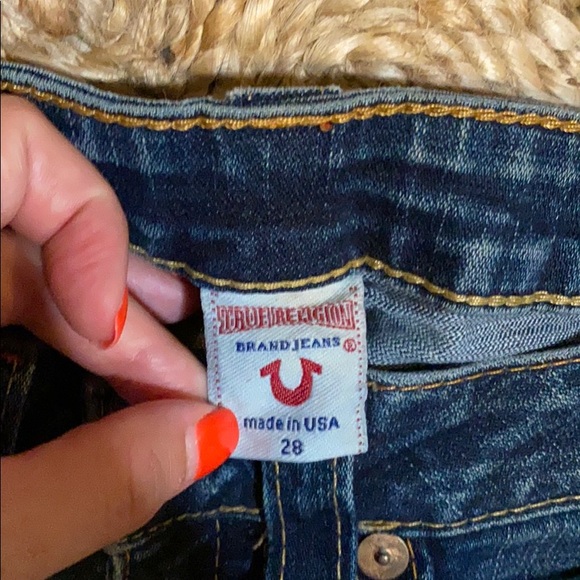 TRUE RELIGION
BRAND JEANS ®
made in USA
28